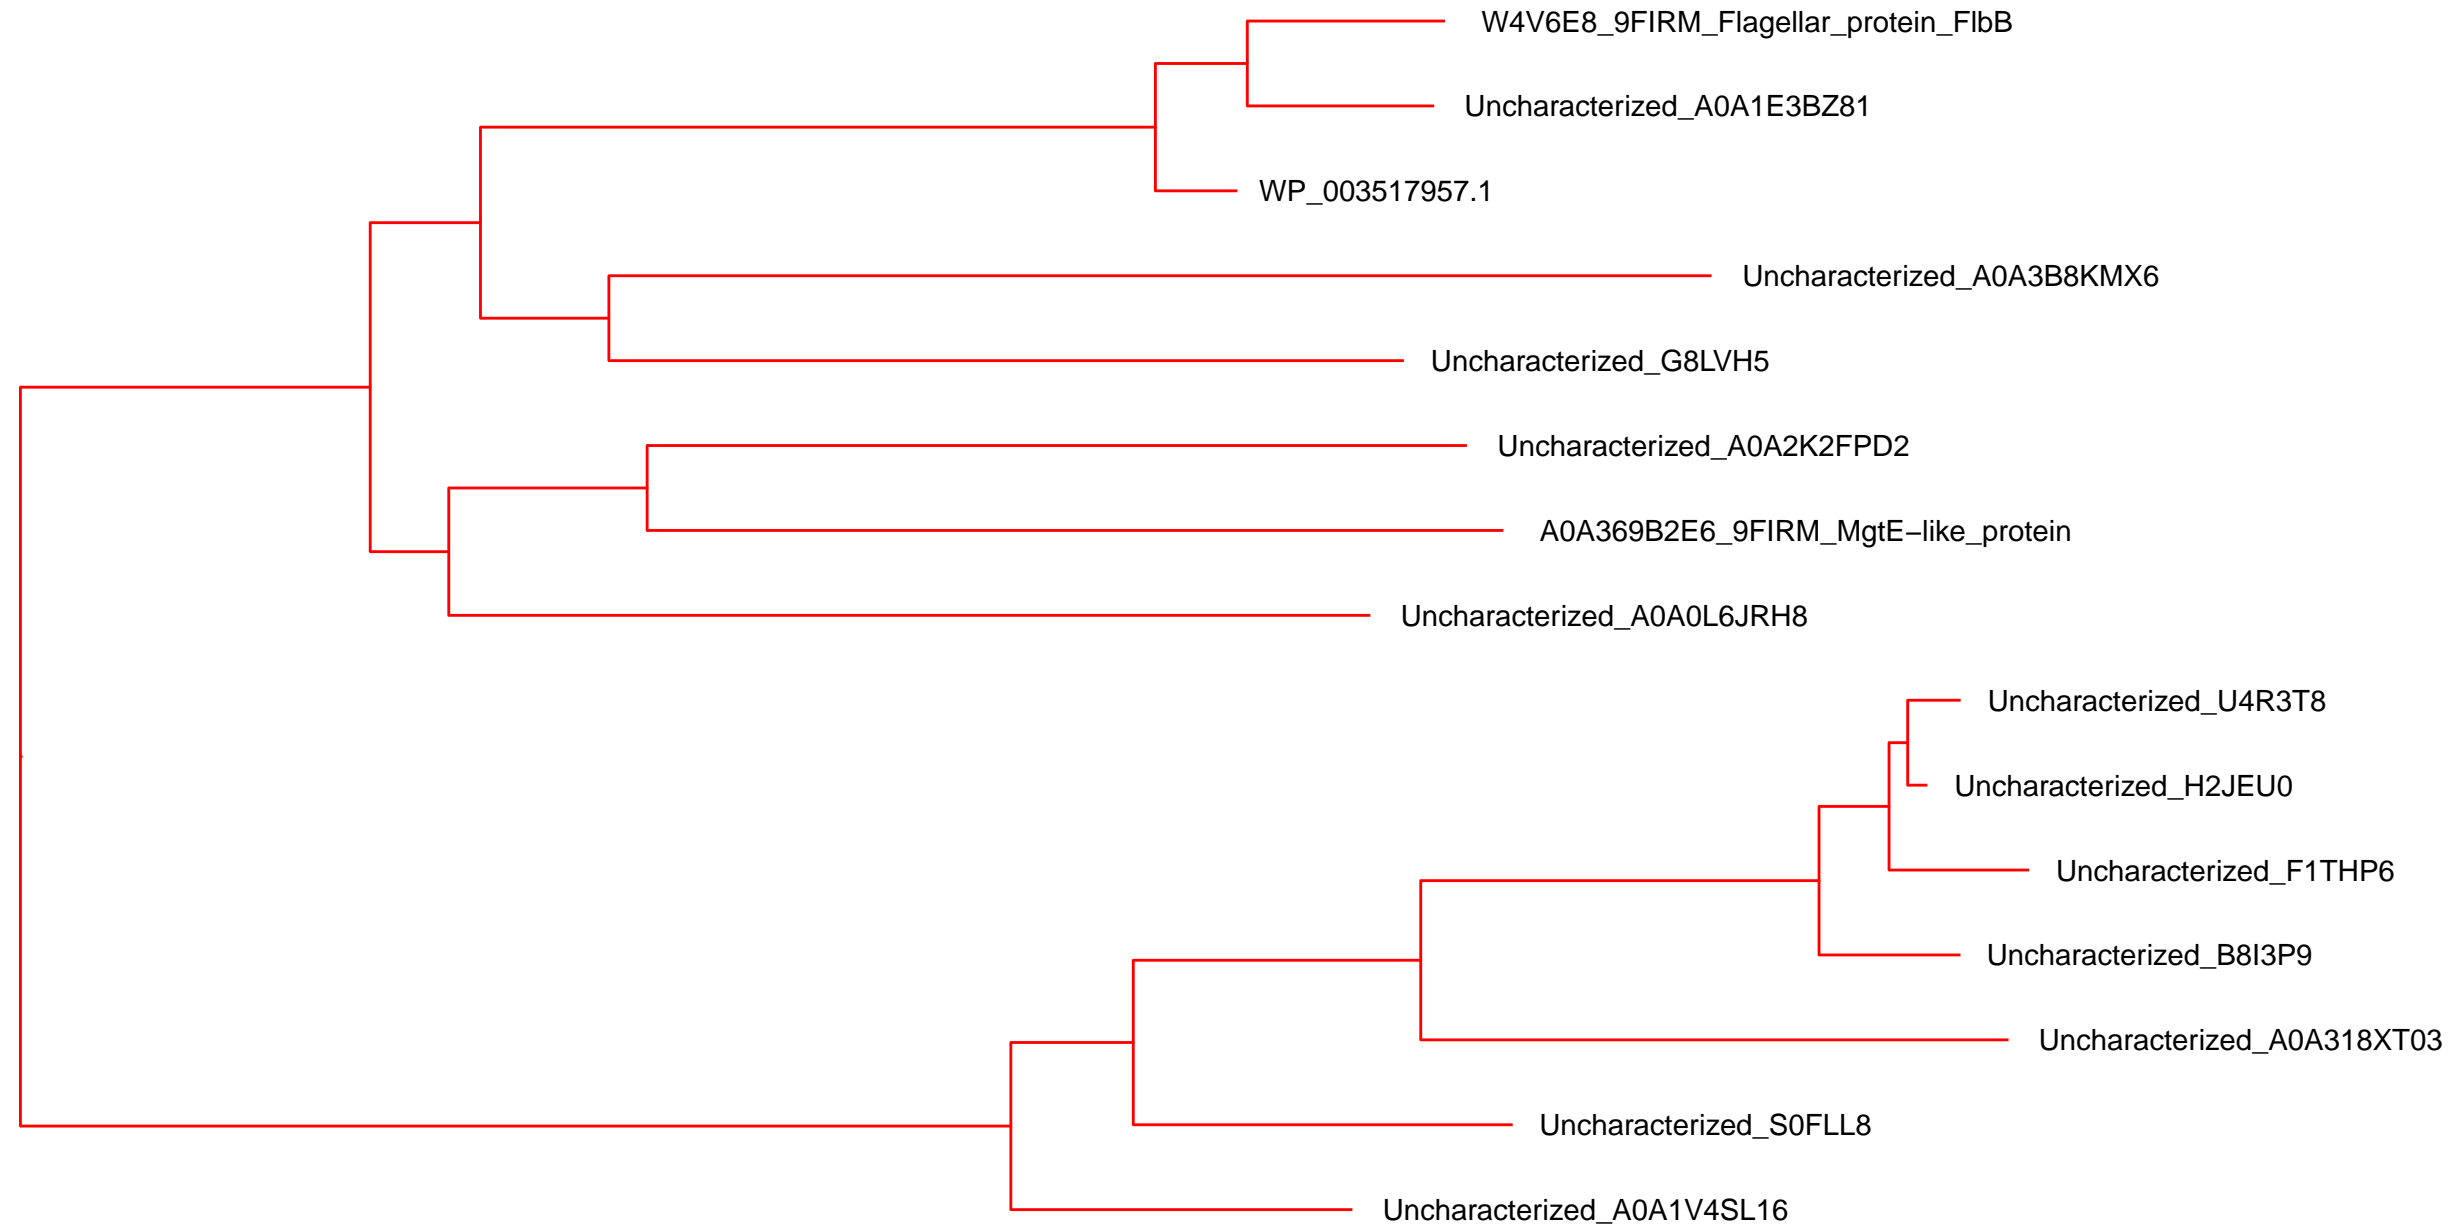 W4V6E8_9FIRM_Flagellar_protein_FlbB
Uncharacterized_A0A1E3BZ81
WP_003517957.1
Uncharacterized_A0A3B8KMX6
Uncharacterized_G8LVH5
Uncharacterized_A0A2K2FPD2
A0A369B2E6_9FIRM_MgtE−like_protein
Uncharacterized_A0A0L6JRH8
Uncharacterized_U4R3T8
Uncharacterized_H2JEU0
Uncharacterized_F1THP6
Uncharacterized_B8I3P9
Uncharacterized_A0A318XT03
Uncharacterized_S0FLL8
Uncharacterized_A0A1V4SL16